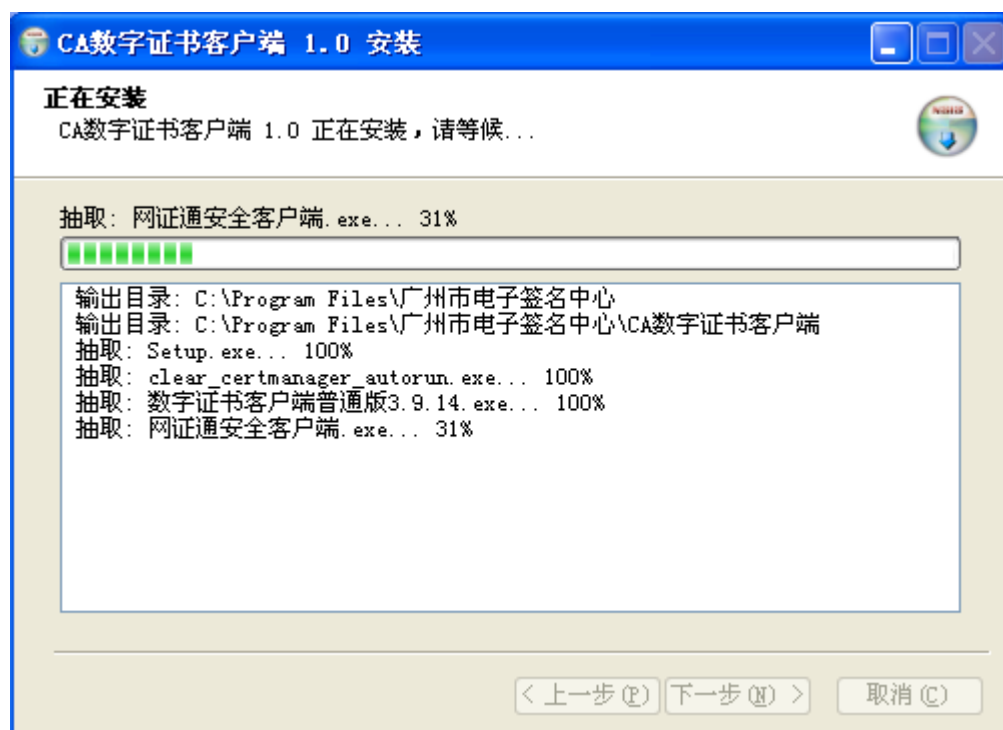 CA数字证书客户端 1.0 安装
正在安装
CA数字证书客户端 1.0 正在安装，请等候...
抽取: 网证通安全客户端.exe... 31%
输出目录: C:\Program Files\广州市电子签名中心
输出目录: C:\Program Files\广州市电子签名中心\CA数字证书客户端
抽取: Setup.exe... 100%
抽取: clear_certmanager_autorun.exe... 100%
抽取: 数字证书客户端普通版3.9.14.exe... 100%
抽取: 网证通安全客户端.exe... 31%
< 上一步(P) 下一步(N) > 取消(C)